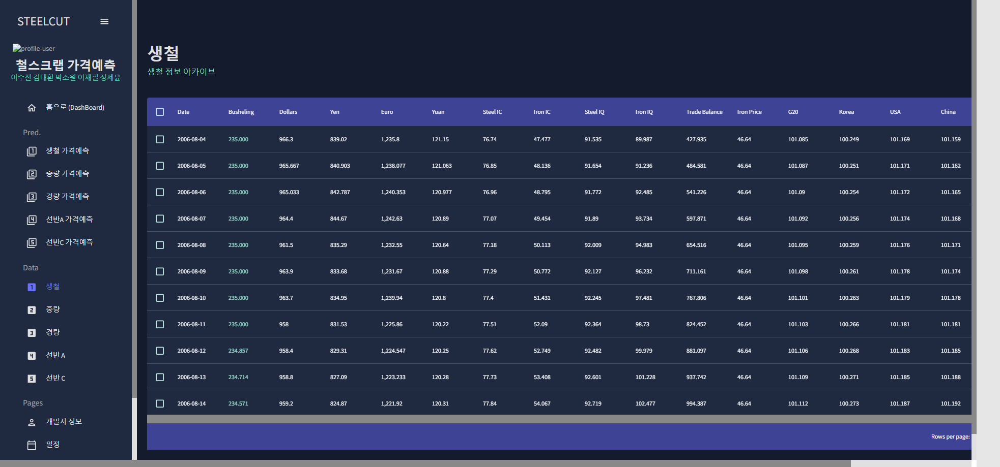 STEELCUT
profile-user
철스크랩 가격예측
이수진 김대환 박소원 이재필 정세윤
홈으로 (DashBoard)
Pred.
생철 가격예측
중량 가격예측
경량 가격예측
선반A 가격예측
선반C 가격예측
Data
생철
중량
경량
선반 A
선반 C
Pages
개발자 정보
일정
생철
생철 정보 아카이브
Date Busheling Dollars Yen Euro Yuan Steel IC Iron IC Steel IQ Iron IQ Trade Balance Iron Price G20 Korea USA China
2006-08-04 235.000 966.3 839.02 1,235.8 121.15 76.74 47.477 91.535 89.987 427.935 46.64 101.085 100.249 101.169 101.159
2006-08-05 235.000 965.667 840.903 1,238.077 121.063 76.85 48.136 91.654 91.236 484.581 46.64 101.087 100.251 101.171 101.162
2006-08-06 235.000 965.033 842.787 1,240.353 120.977 76.96 48.795 91.772 92.485 541.226 46.64 101.09 100.254 101.172 101.165
2006-08-07 235.000 964.4 844.67 1,242.63 120.89 77.07 49.454 91.89 93.734 597.871 46.64 101.092 100.256 101.174 101.168
2006-08-08 235.000 961.5 835.29 1,232.55 120.64 77.18 50.113 92.009 94.983 654.516 46.64 101.095 100.259 101.176 101.171
2006-08-09 235.000 963.9 833.68 1,231.67 120.88 77.29 50.772 92.127 96.232 711.161 46.64 101.098 100.261 101.178 101.174
2006-08-10 235.000 963.7 834.95 1,239.94 120.8 77.4 51.431 92.245 97.481 767.806 46.64 101.101 100.263 101.179 101.178
2006-08-11 235.000 958 831.53 1,225.86 120.22 77.51 52.09 92.364 98.73 824.452 46.64 101.103 100.266 101.181 101.181
2006-08-12 234.857 958.4 829.31 1,224.547 120.25 77.62 52.749 92.482 99.979 881.097 46.64 101.106 100.268 101.183 101.185
2006-08-13 234.714 958.8 827.09 1,223.233 120.28 77.73 53.408 92.601 101.228 937.742 46.64 101.109 100.271 101.185 101.188
2006-08-14 234.571 959.2 824.87 1,221.92 120.31 77.84 54.067 92.719 102.477 994.387 46.64 101.112 100.273 101.187 101.192
Rows per page: